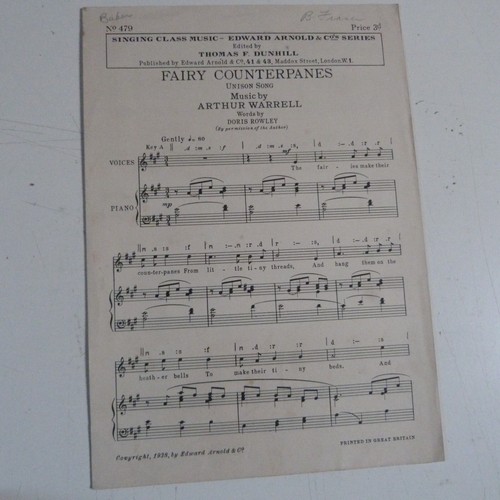 Nº 479
Price 3ᵈ
SINGING CLASS MUSIC - EDWARD ARNOLD & Cº's SERIES
Edited by
THOMAS F. DUNHILL
Published by Edward Arnold & Cº, 41 & 43, Maddox Street, London. W 1.
FAIRY COUNTERPANES
UNISON SONG
Music by
ARTHUR WARRELL
Words by
DORIS ROWLEY
(By permission of the Author)
Gently ♩. = 80
Key A
VOICES
mf
The fair - ies make their
PIANO
mp
coun-ter-panes From lit - tle ti - ny threads, And hang them on the
heath-er bells To make their ti - ny beds. And
Copyright, 1929, by Edward Arnold & Cº
PRINTED IN GREAT BRITAIN